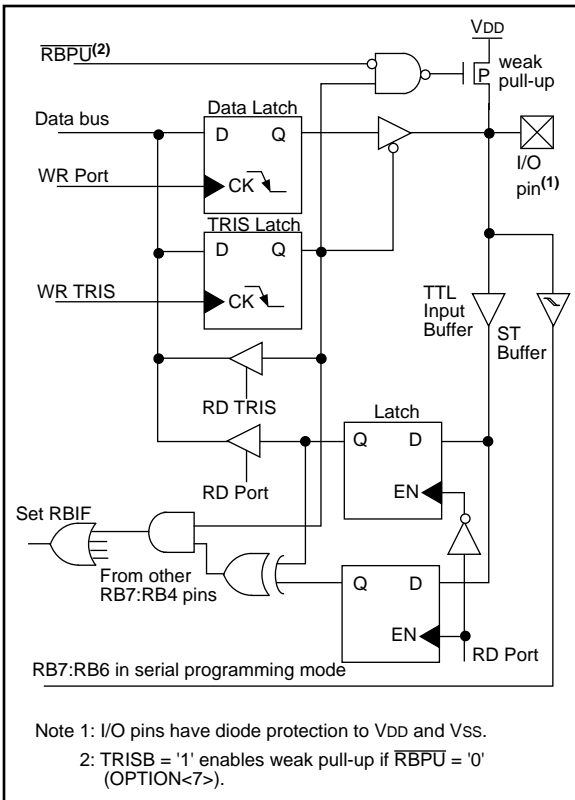 VDD
RBPU(2)
weak
pull-up
P
Data Latch
Data bus
D Q
WR Port
CK
I/O
pin(1)
TRIS Latch
D Q
WR TRIS
CK
TTL
Input
Buffer
ST
Buffer
RD TRIS
Latch
Q D
RD Port
EN
Set RBIF
From other
RB7:RB4 pins
Q D
EN
RD Port
RB7:RB6 in serial programming mode
Note 1: I/O pins have diode protection to VDD and VSS.
2: TRISB = '1' enables weak pull-up if RBPU = '0'
(OPTION<7>).